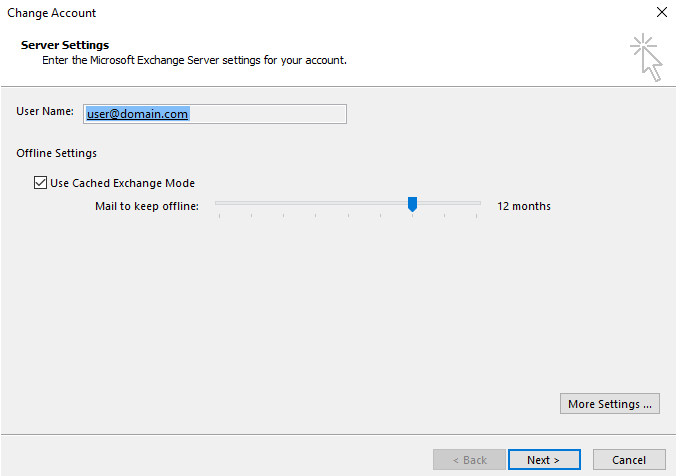 Change Account
Server Settings
Enter the Microsoft Exchange Server settings for your account.
User Name: user@domain.com
Offline Settings
Use Cached Exchange Mode
Mail to keep offline: 12 months
More Settings ...
< Back Next > Cancel